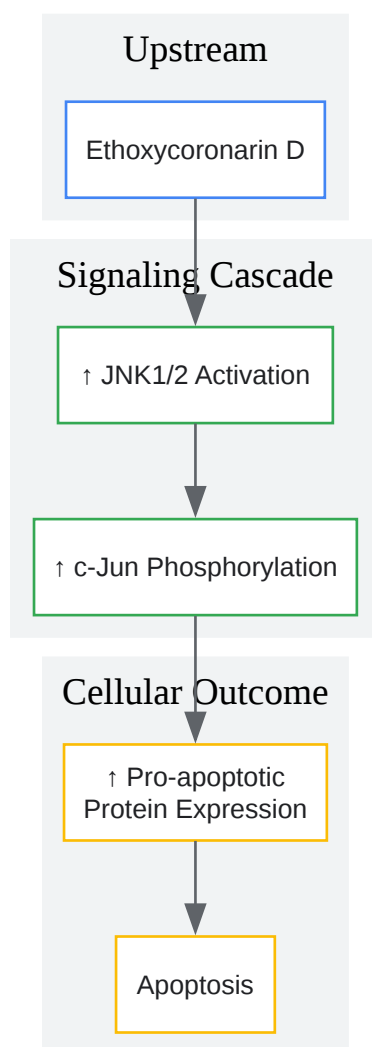 Upstream
Ethoxycoronarin D
Signaling Cascade
↑ JNK1/2 Activation
↑ c-Jun Phosphorylation
Cellular Outcome
↑ Pro-apoptotic
Protein Expression
Apoptosis